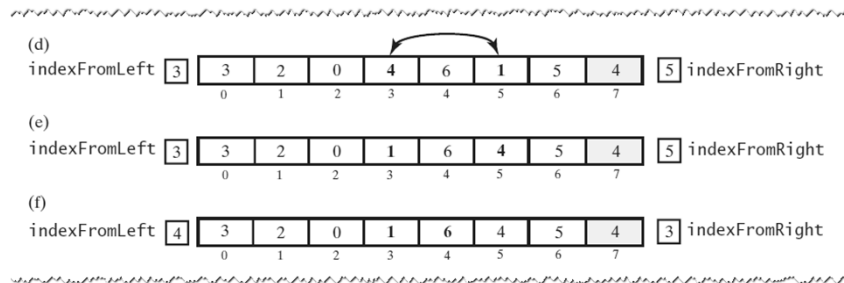 (d)
indexFromLeft 3 3 2 0 4 6 1 5 4 5 indexFromRight
0 1 2 3 4 5 6 7
(e)
indexFromLeft 3 3 2 0 1 6 4 5 4 5 indexFromRight
0 1 2 3 4 5 6 7
(f)
indexFromLeft 4 3 2 0 1 6 4 5 4 3 indexFromRight
0 1 2 3 4 5 6 7